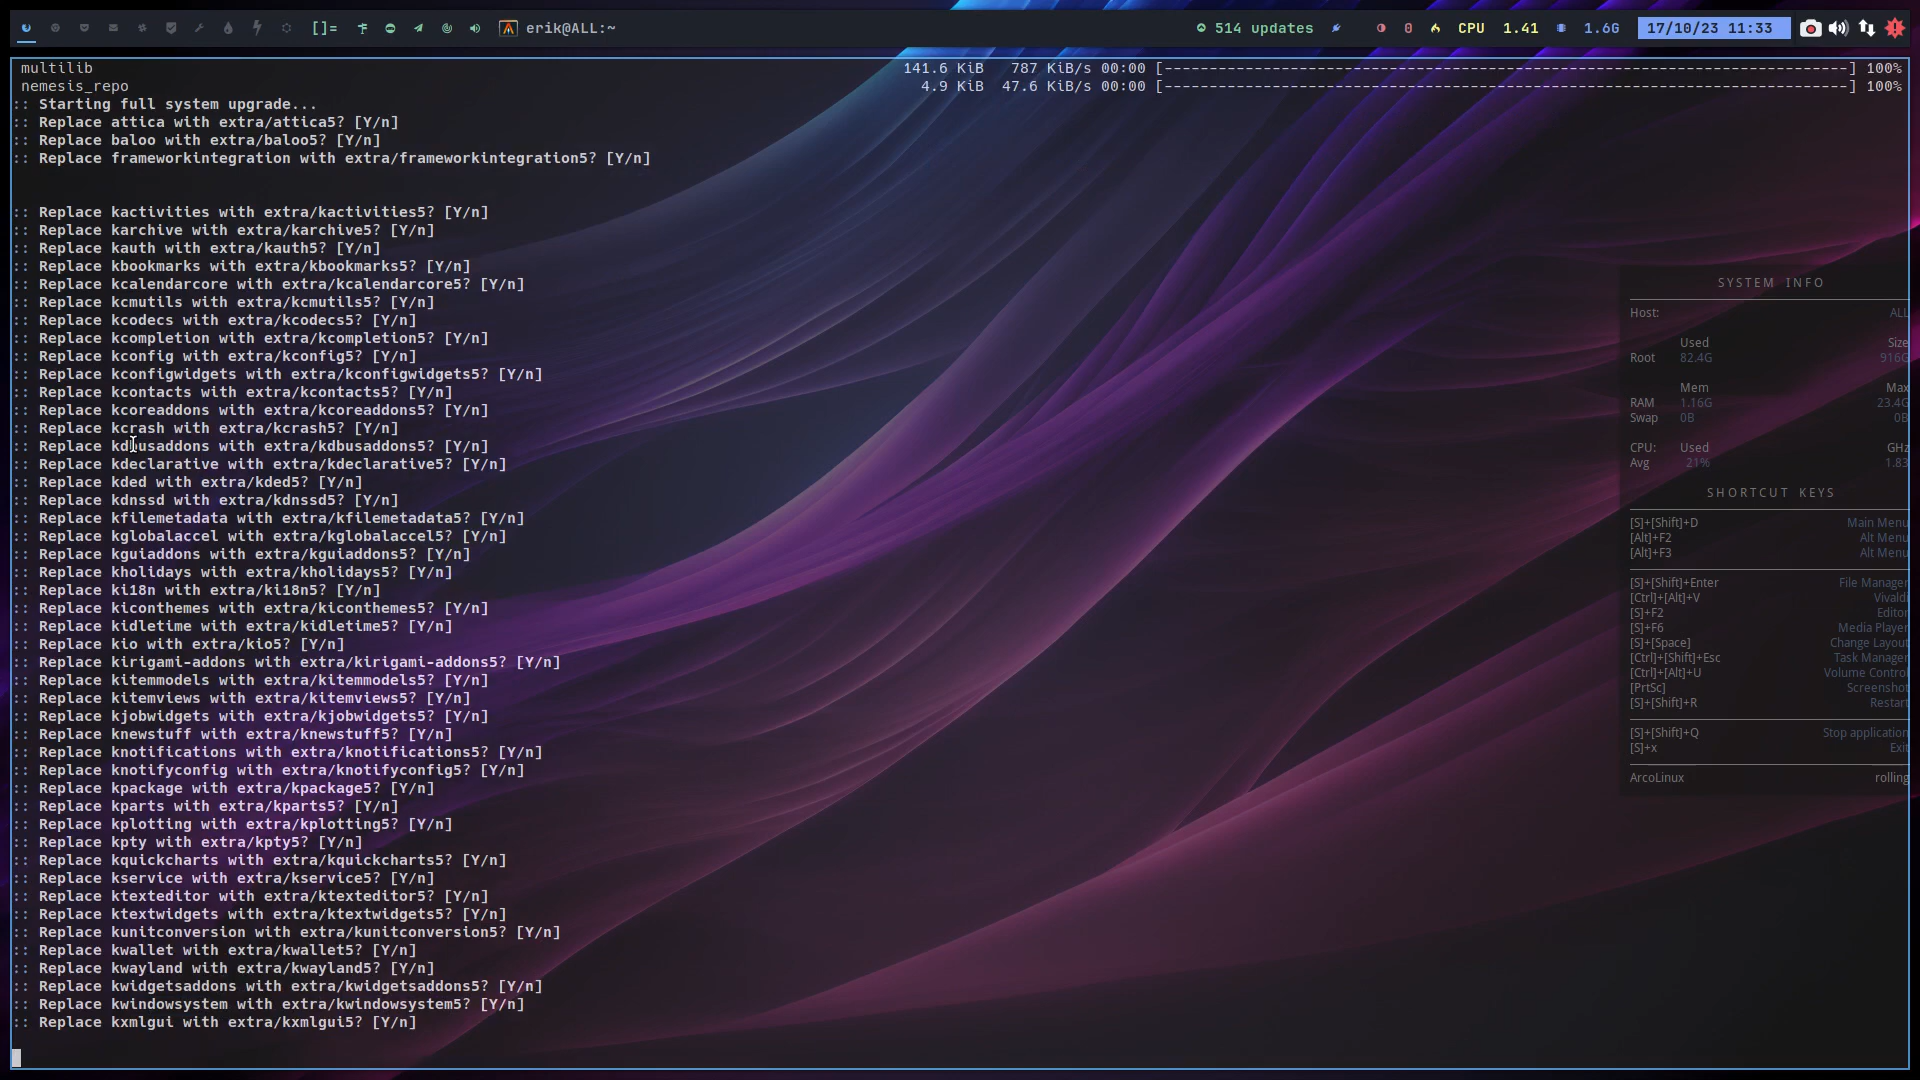 []= erik@ALL:~ 514 updates 0 CPU 1.41 1.6G 17/10/23 11:33
multilib 141.6 KiB 787 KiB/s 00:00 [----------------------------------------------------------------------------] 100%
nemesis_repo 4.9 KiB 47.6 KiB/s 00:00 [----------------------------------------------------------------------------] 100%
:: Starting full system upgrade...
:: Replace attica with extra/attica5? [Y/n]
:: Replace baloo with extra/baloo5? [Y/n]
:: Replace frameworkintegration with extra/frameworkintegration5? [Y/n]
:: Replace kactivities with extra/kactivities5? [Y/n]
:: Replace karchive with extra/karchive5? [Y/n]
:: Replace kauth with extra/kauth5? [Y/n]
:: Replace kbookmarks with extra/kbookmarks5? [Y/n]
:: Replace kcalendarcore with extra/kcalendarcore5? [Y/n]
:: Replace kcmutils with extra/kcmutils5? [Y/n]
:: Replace kcodecs with extra/kcodecs5? [Y/n]
:: Replace kcompletion with extra/kcompletion5? [Y/n]
:: Replace kconfig with extra/kconfig5? [Y/n]
:: Replace kconfigwidgets with extra/kconfigwidgets5? [Y/n]
:: Replace kcontacts with extra/kcontacts5? [Y/n]
:: Replace kcoreaddons with extra/kcoreaddons5? [Y/n]
:: Replace kcrash with extra/kcrash5? [Y/n]
:: Replace kdbusaddons with extra/kdbusaddons5? [Y/n]
:: Replace kdeclarative with extra/kdeclarative5? [Y/n]
:: Replace kded with extra/kded5? [Y/n]
:: Replace kdnssd with extra/kdnssd5? [Y/n]
:: Replace kfilemetadata with extra/kfilemetadata5? [Y/n]
:: Replace kglobalaccel with extra/kglobalaccel5? [Y/n]
:: Replace kguiaddons with extra/kguiaddons5? [Y/n]
:: Replace kholidays with extra/kholidays5? [Y/n]
:: Replace ki18n with extra/ki18n5? [Y/n]
:: Replace kiconthemes with extra/kiconthemes5? [Y/n]
:: Replace kidletime with extra/kidletime5? [Y/n]
:: Replace kio with extra/kio5? [Y/n]
:: Replace kirigami-addons with extra/kirigami-addons5? [Y/n]
:: Replace kitemmodels with extra/kitemmodels5? [Y/n]
:: Replace kitemviews with extra/kitemviews5? [Y/n]
:: Replace kjobwidgets with extra/kjobwidgets5? [Y/n]
:: Replace knewstuff with extra/knewstuff5? [Y/n]
:: Replace knotifications with extra/knotifications5? [Y/n]
:: Replace knotifyconfig with extra/knotifyconfig5? [Y/n]
:: Replace kpackage with extra/kpackage5? [Y/n]
:: Replace kparts with extra/kparts5? [Y/n]
:: Replace kplotting with extra/kplotting5? [Y/n]
:: Replace kpty with extra/kpty5? [Y/n]
:: Replace kquickcharts with extra/kquickcharts5? [Y/n]
:: Replace kservice with extra/kservice5? [Y/n]
:: Replace ktexteditor with extra/ktexteditor5? [Y/n]
:: Replace ktextwidgets with extra/ktextwidgets5? [Y/n]
:: Replace kunitconversion with extra/kunitconversion5? [Y/n]
:: Replace kwallet with extra/kwallet5? [Y/n]
:: Replace kwayland with extra/kwayland5? [Y/n]
:: Replace kwidgetsaddons with extra/kwidgetsaddons5? [Y/n]
:: Replace kwindowsystem with extra/kwindowsystem5? [Y/n]
:: Replace kxmlgui with extra/kxmlgui5? [Y/n]
SYSTEM INFO
Host: ALL
Used Size
Root 82.4G 916G
Mem Max
RAM 1.16G 23.4G
Swap 0B 0B
CPU: Used GHz
Avg 21% 1.83
SHORTCUT KEYS
[S]+[Shift]+D Main Menu
[Alt]+F2 Alt Menu
[Alt]+F3 Alt Menu
[S]+[Shift]+Enter File Manager
[Ctrl]+[Alt]+V Vivaldi
[S]+F2 Editor
[S]+F6 Media Player
[S]+[Space] Change Layout
[Ctrl]+[Shift]+Esc Task Manager
[Ctrl]+[Alt]+U Volume Control
[PrtSc] Screenshot
[S]+[Shift]+R Restart
[S]+[Shift]+Q Stop application
[S]+x Exit
ArcoLinux rolling